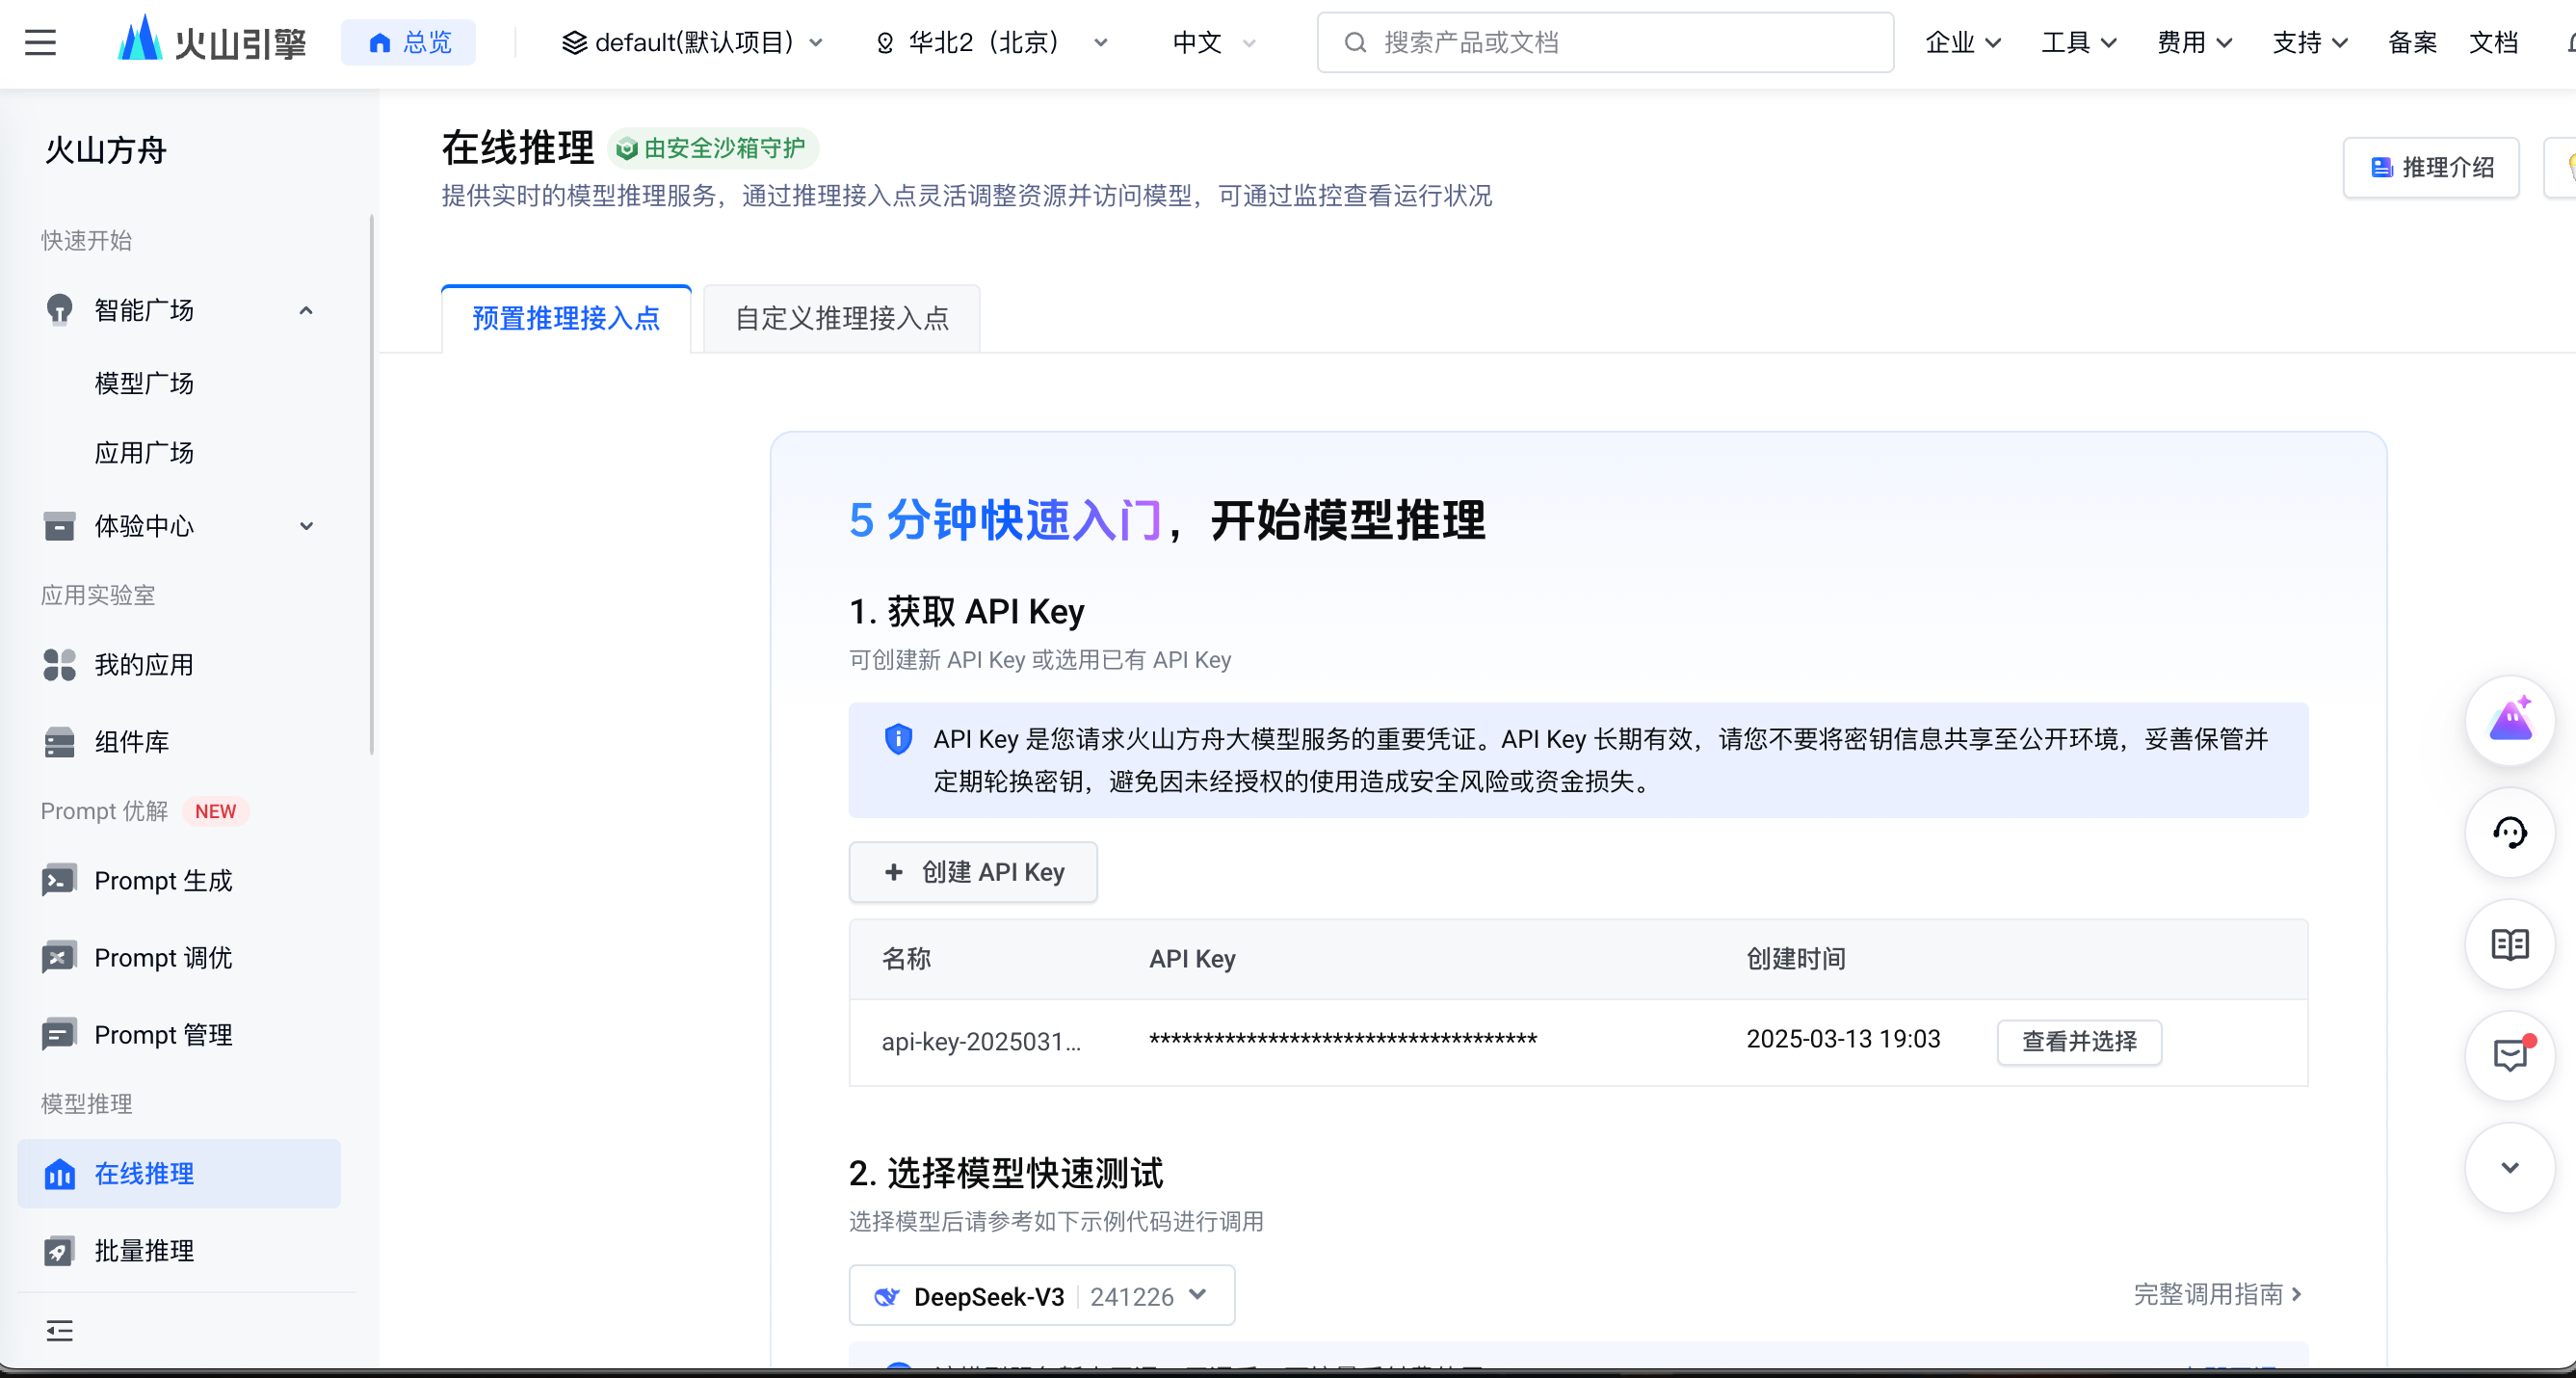 火山引擎
总览
default(默认项目)
华北2（北京）
中文
搜索产品或文档
企业
工具
费用
支持
备案
文档
火山方舟
快速开始
智能广场
模型广场
应用广场
体验中心
应用实验室
我的应用
组件库
Prompt 优解 NEW
Prompt 生成
Prompt 调优
Prompt 管理
模型推理
在线推理
批量推理
在线推理 由安全沙箱守护
提供实时的模型推理服务，通过推理接入点灵活调整资源并访问模型，可通过监控查看运行状况
推理介绍
预置推理接入点
自定义推理接入点
5 分钟快速入门，开始模型推理
1. 获取 API Key
可创建新 API Key 或选用已有 API Key
API Key 是您请求火山方舟大模型服务的重要凭证。API Key 长期有效，请您不要将密钥信息共享至公开环境，妥善保管并
定期轮换密钥，避免因未经授权的使用造成安全风险或资金损失。
+ 创建 API Key
名称 API Key 创建时间
api-key-2025031... ************************************ 2025-03-13 19:03 查看并选择
2. 选择模型快速测试
选择模型后请参考如下示例代码进行调用
DeepSeek-V3 241226
完整调用指南